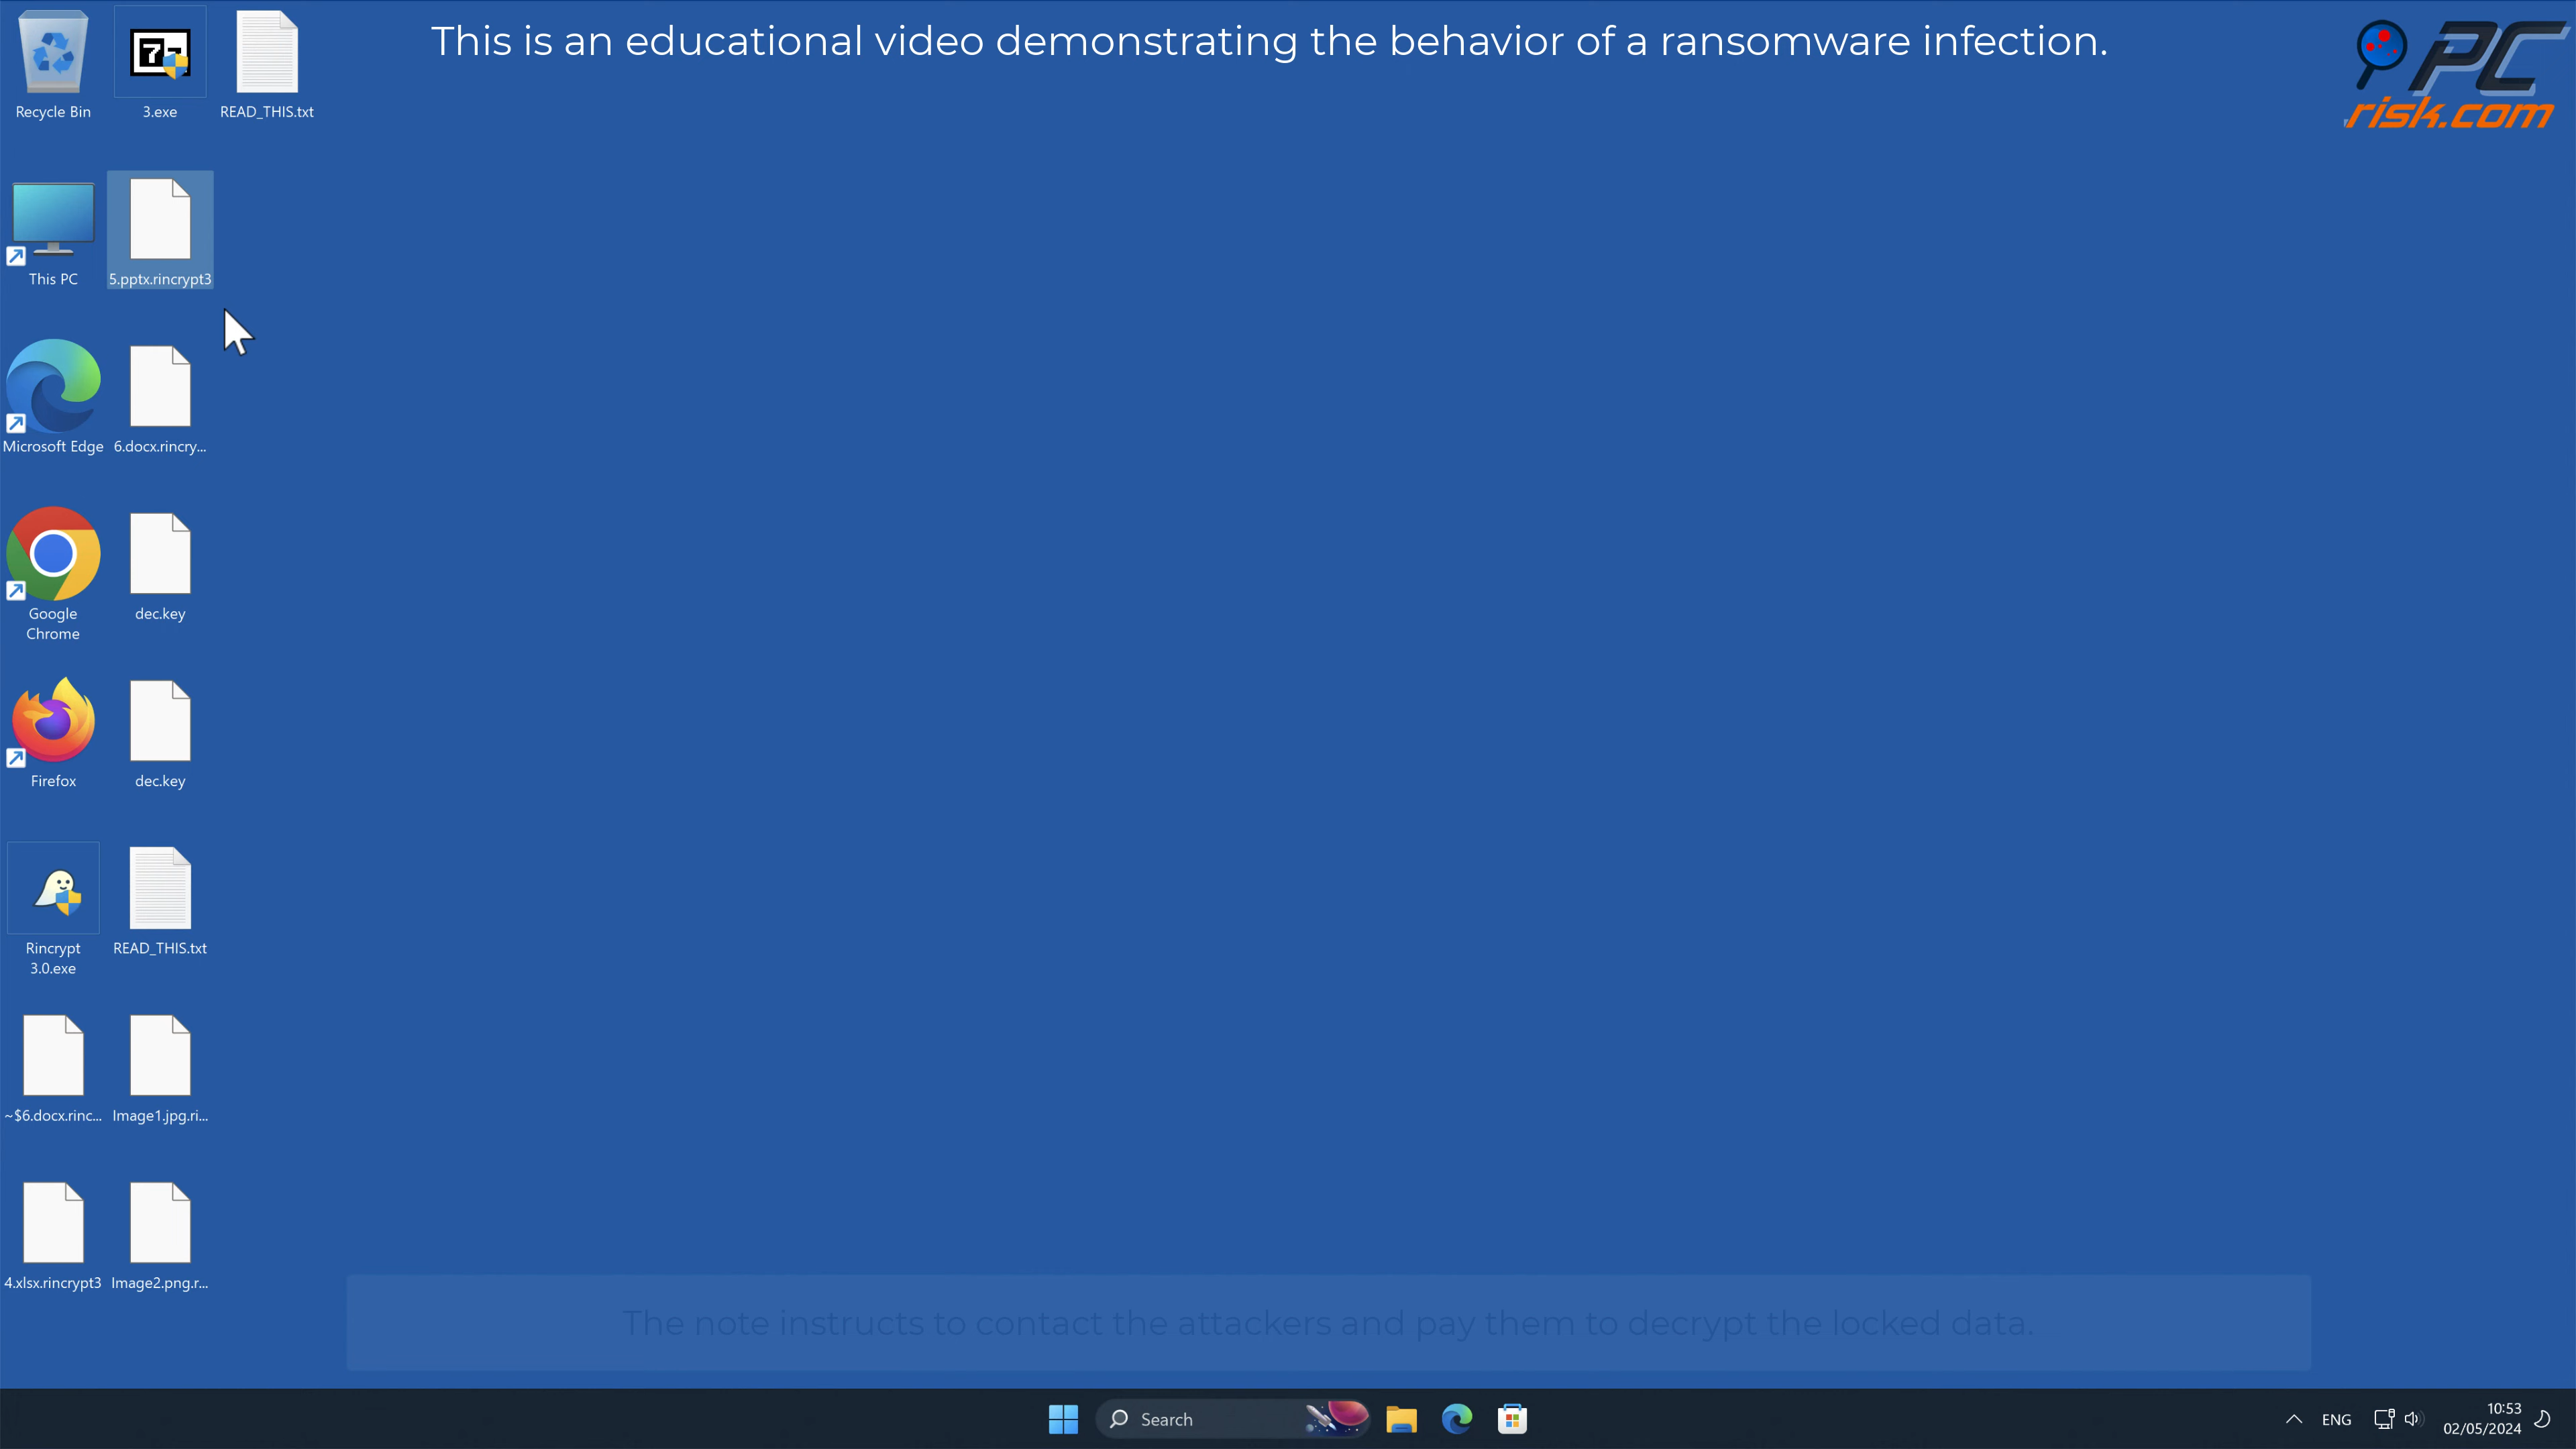 This is an educational video demonstrating the behavior of a ransomware infection.
PC
risk.com
Recycle Bin
3.exe
READ_THIS.txt
This PC
5.pptx.rincrypt3
Microsoft Edge
6.docx.rincry...
Google
Chrome
dec.key
Firefox
dec.key
Rincrypt
3.0.exe
READ_THIS.txt
~$6.docx.rinc...
Image1.jpg.ri...
4.xlsx.rincrypt3
Image2.png.r...
The note instructs to contact the attackers and pay them to decrypt the locked data.
Search
ENG
10:53
02/05/2024